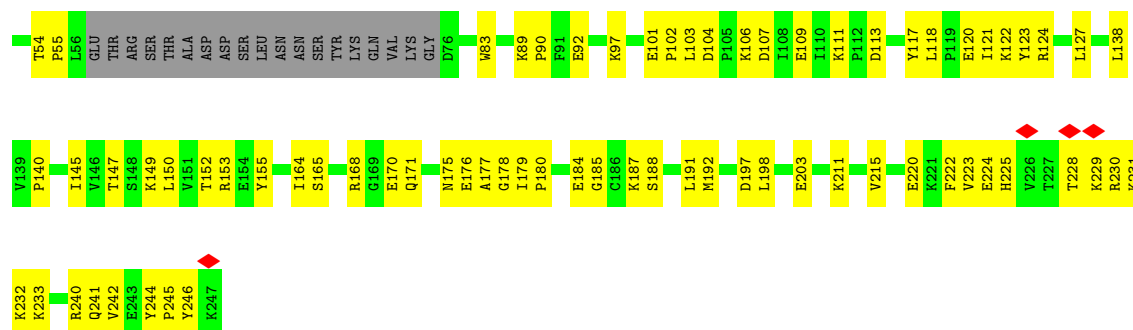 T54 P55 L56 GLU THR ARG SER THR ALA ASP ASP SER LEU ASN ASN SER TYR LYS GLN VAL LYS GLY D76 W83 K89 P90 F91 E92 K97 E101 P102 L103 D104 P105 K106 D107 I108 E109 I110 K111 P112 D113 Y117 L118 P119 E120 I121 K122 Y123 R124 L127 L138
V139 P140 I145 V146 T147 S148 K149 L150 V151 T152 R153 E154 Y155 I164 S165 R168 G169 E170 Q171 N175 E176 A177 G178 I179 P180 E184 G185 C186 K187 S188 L191 M192 D197 L198 E203 K211 V215 E220 K221 F222 V223 E224 H225 V226 T227 T228 K229 R230 K231
K232 K233 R240 Q241 V242 E243 Y244 P245 Y246 K247